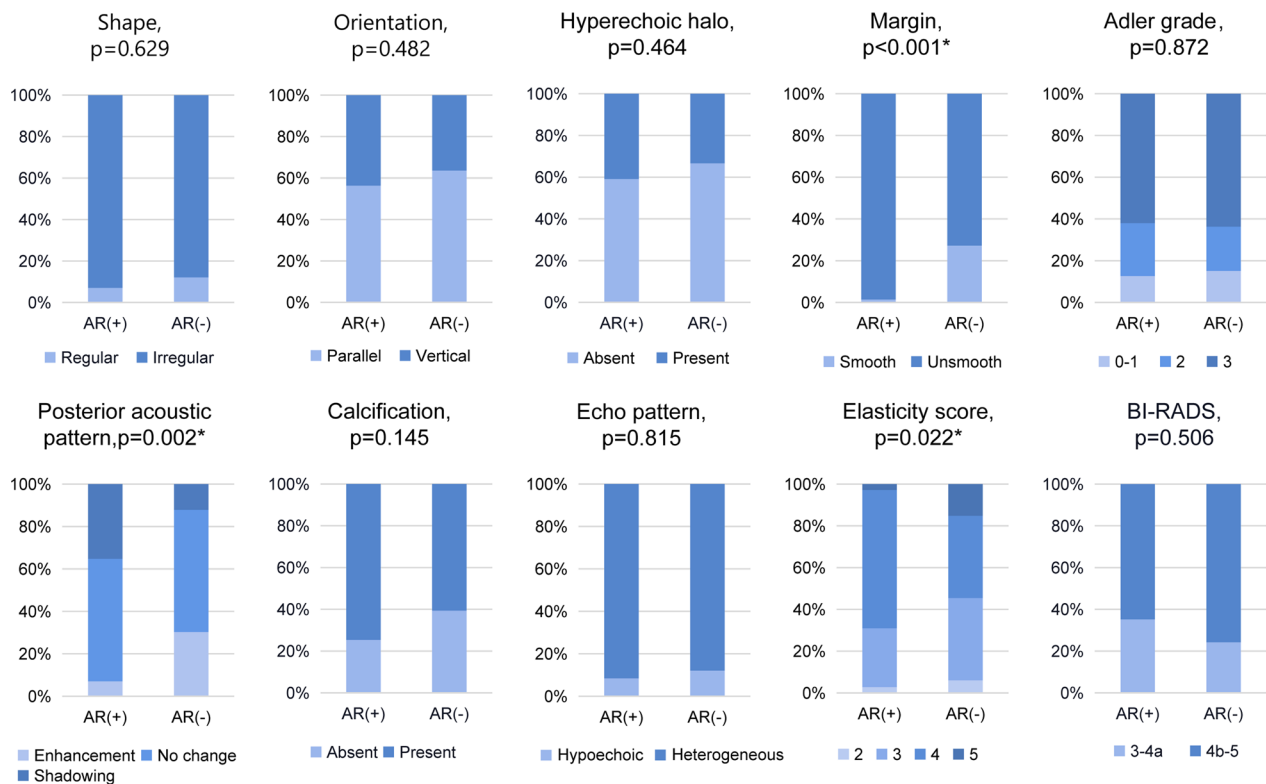 Shape,
p=0.629
100%
80%
60%
40%
20%
0%
AR(+) AR(-)
Regular Irregular
Orientation,
p=0.482
100%
80%
60%
40%
20%
0%
AR(+) AR(-)
Parallel Vertical
Hyperechoic halo,
p=0.464
100%
80%
60%
40%
20%
0%
AR(+) AR(-)
Absent Present
Margin,
p<0.001*
100%
80%
60%
40%
20%
0%
AR(+) AR(-)
Smooth Unsmooth
Adler grade,
p=0.872
100%
80%
60%
40%
20%
0%
AR(+) AR(-)
0-1 2 3
Posterior acoustic
pattern,p=0.002*
100%
80%
60%
40%
20%
0%
AR(+) AR(-)
Enhancement No change
Shadowing
Calcification,
p=0.145
100%
80%
60%
40%
20%
0%
AR(+) AR(-)
Absent Present
Echo pattern,
p=0.815
100%
80%
60%
40%
20%
0%
AR(+) AR(-)
Hypoechoic Heterogeneous
Elasticity score,
p=0.022*
100%
80%
60%
40%
20%
0%
AR(+) AR(-)
2 3 4 5
BI-RADS,
p=0.506
100%
80%
60%
40%
20%
0%
AR(+) AR(-)
3-4a 4b-5